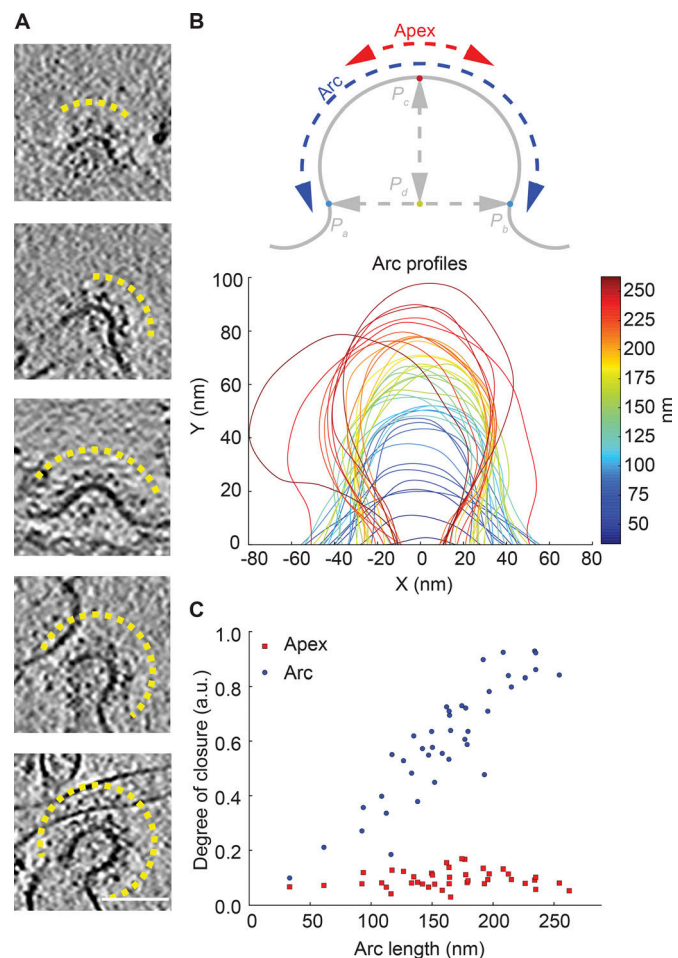 A
B
Apex
Arc
Pc
Pd
Pa
Pb
Arc profiles
100
80
60
40
20
0
Y (nm)
-80 -60 -40 -20 0 20 40 60 80
X (nm)
250
225
200
175
150
125
100
75
50
nm
C
1.0
0.8
0.6
0.4
0.2
0.0
Degree of closure (a.u.)
Apex
Arc
0 50 100 150 200 250
Arc length (nm)